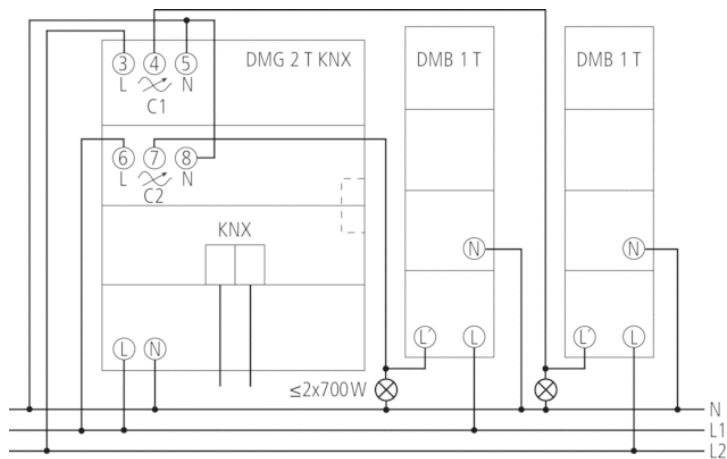 3 4 5 DMG 2 T KNX DMB 1 T DMB 1 T
L N
C1
6 7 8
L N
C2
KNX
N N
L N L´ L L´ L
≤2x700W
N
L1
L2